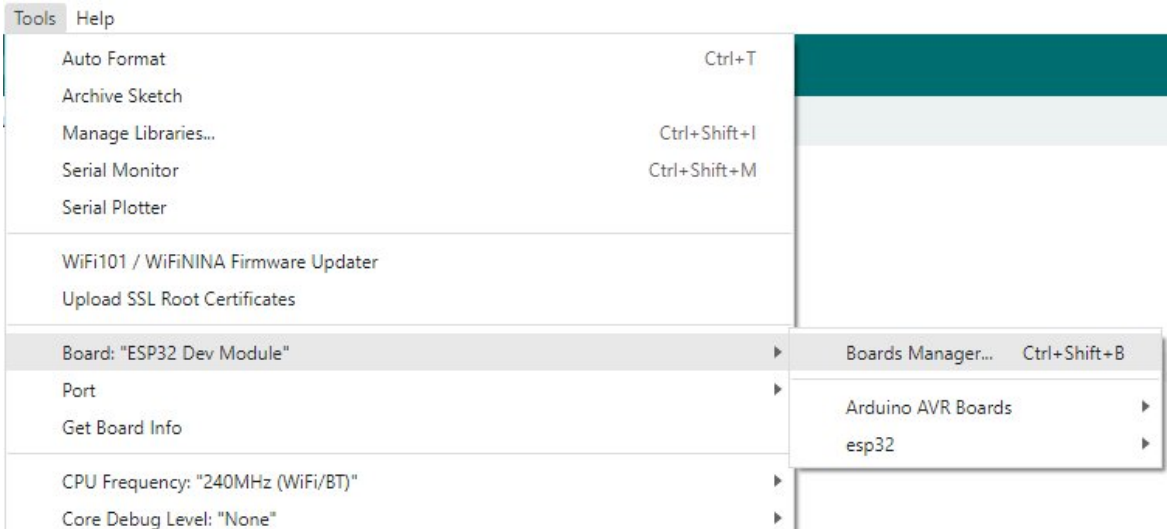 Tools Help
Auto Format Ctrl+T
Archive Sketch
Manage Libraries... Ctrl+Shift+I
Serial Monitor Ctrl+Shift+M
Serial Plotter
WiFi101 / WiFiNINA Firmware Updater
Upload SSL Root Certificates
Board: "ESP32 Dev Module"
Boards Manager... Ctrl+Shift+B
Port
Arduino AVR Boards
Get Board Info
esp32
CPU Frequency: "240MHz (WiFi/BT)"
Core Debug Level: "None"